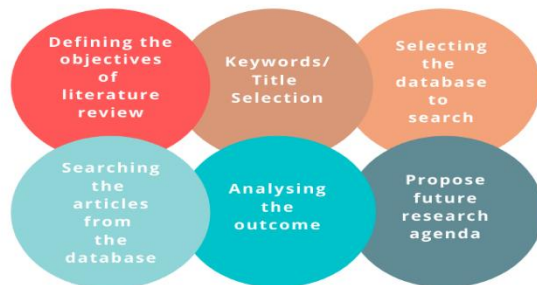 Defining the
objectives
of
literature
review
Keywords/
Title
Selection
Selecting
the
database
to
search
Searching
the
articles
from
the
database
Analysing
the
outcome
Propose
future
research
agenda